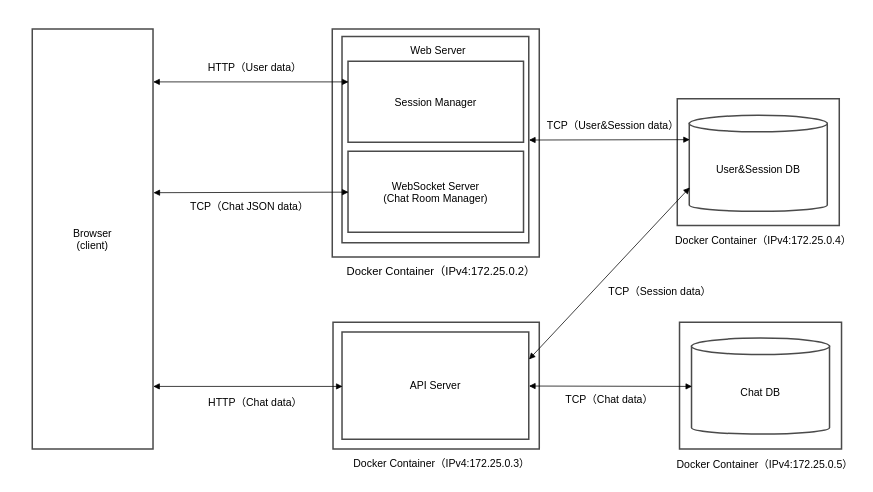 Web Server
HTTP（User data）
Session Manager
TCP（User&Session data）
User&Session DB
WebSocket Server
(Chat Room Manager)
TCP（Chat JSON data）
Browser
(client)
Docker Container（IPv4:172.25.0.4）
Docker Container（IPv4:172.25.0.2）
TCP（Session data）
API Server
Chat DB
HTTP（Chat data）
TCP（Chat data）
Docker Container（IPv4:172.25.0.3）
Docker Container（IPv4:172.25.0.5）